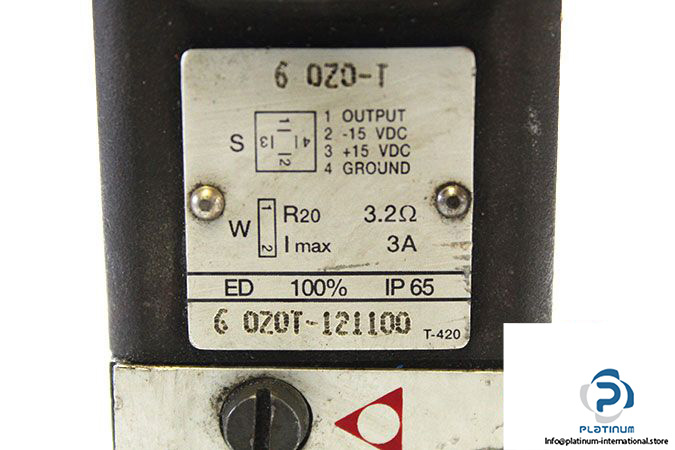 6 OZO-T
S
1 3 4 2
1 OUTPUT
2 -15 VDC
3 +15 VDC
4 GROUND
W
1 2
R20 3.2Ω
I max 3A
ED 100% IP 65
6 OZOT-121100
T-420
PLATINUM
Info@platinum-international.store